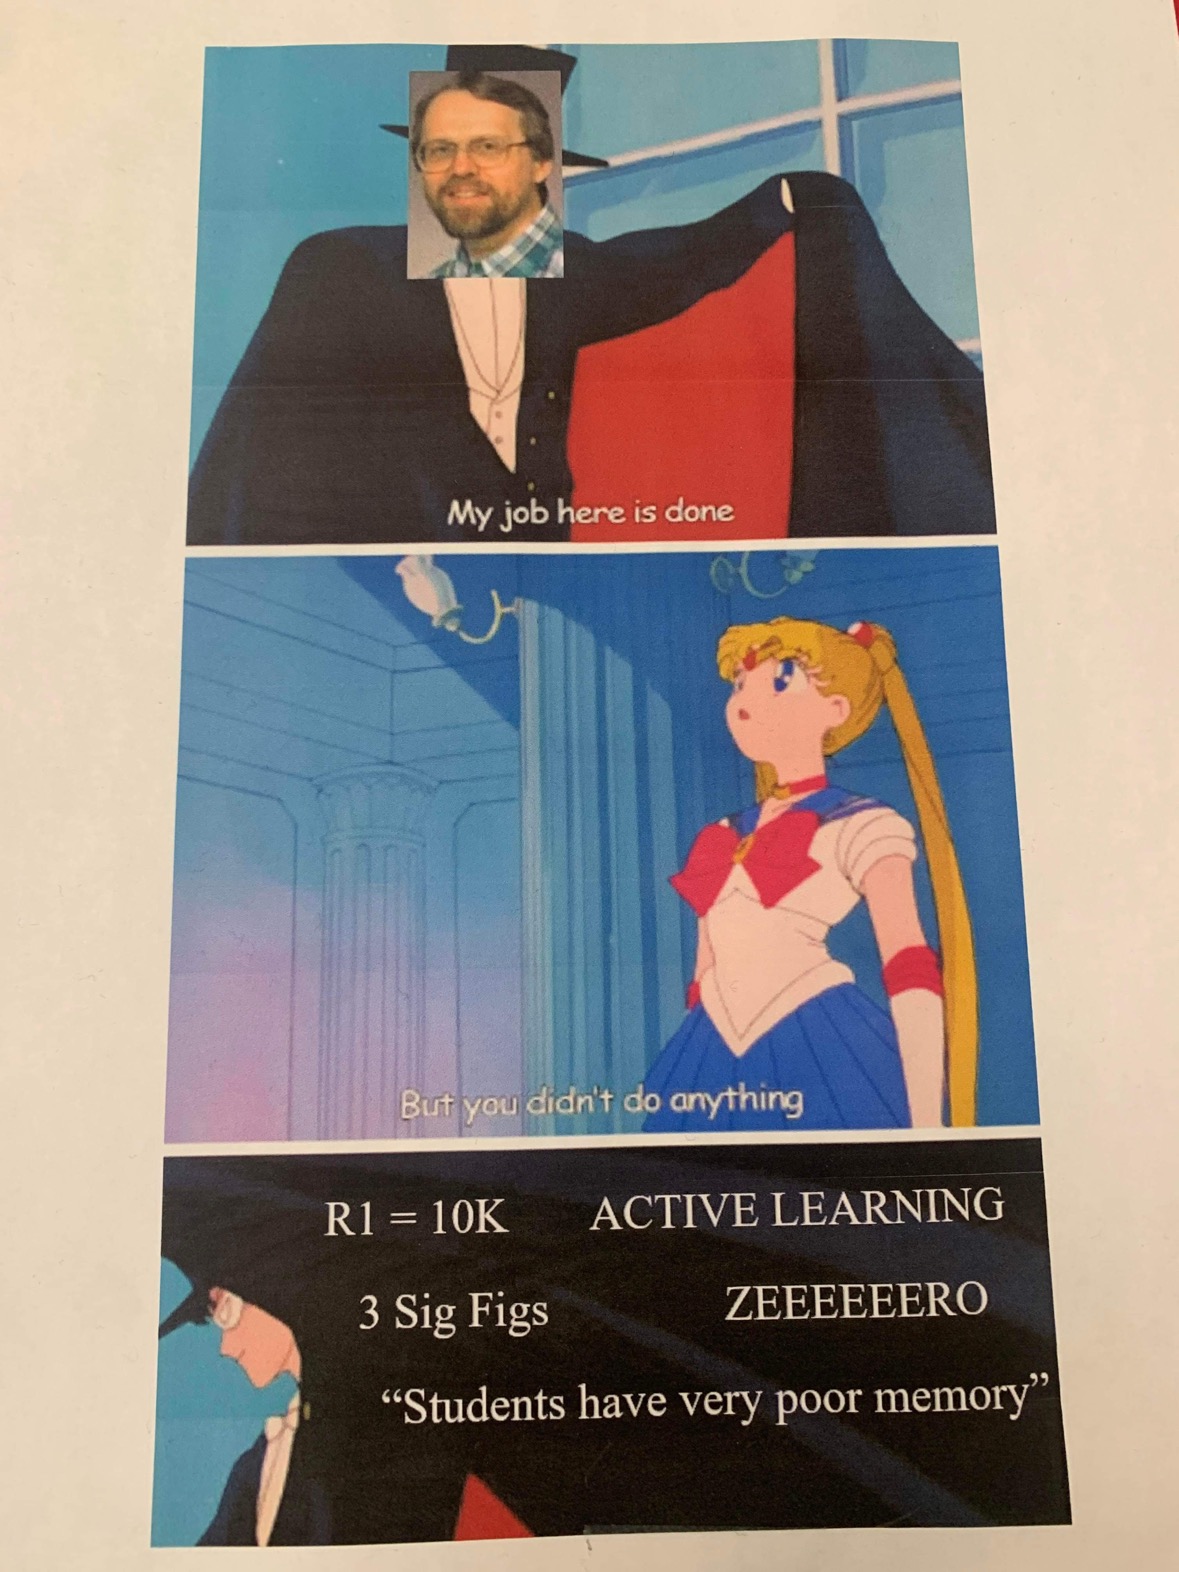 My job here is done
But you didn't do anything
R1 = 10K ACTIVE LEARNING
3 Sig Figs ZEEEEEEERO
“Students have very poor memory”